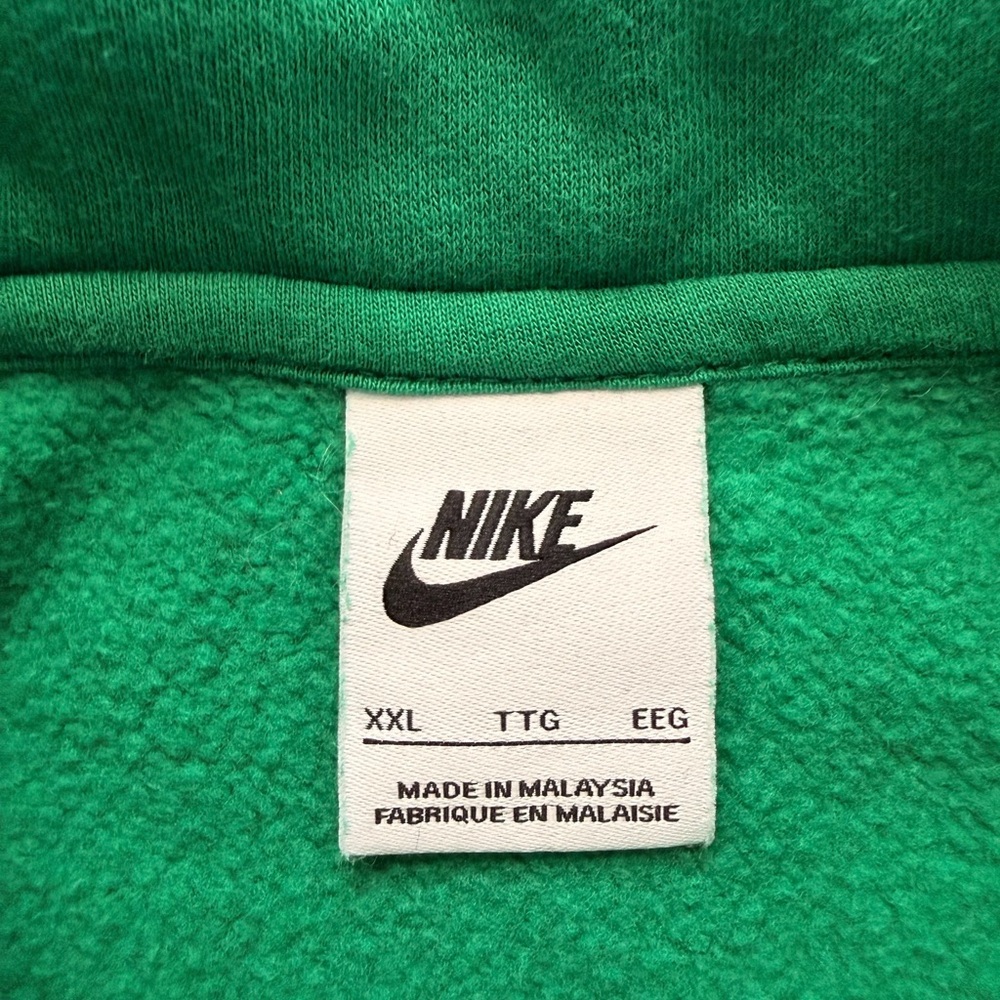 NIKE
XXL TTG EEG
MADE IN MALAYSIA
FABRIQUE EN MALAISIE